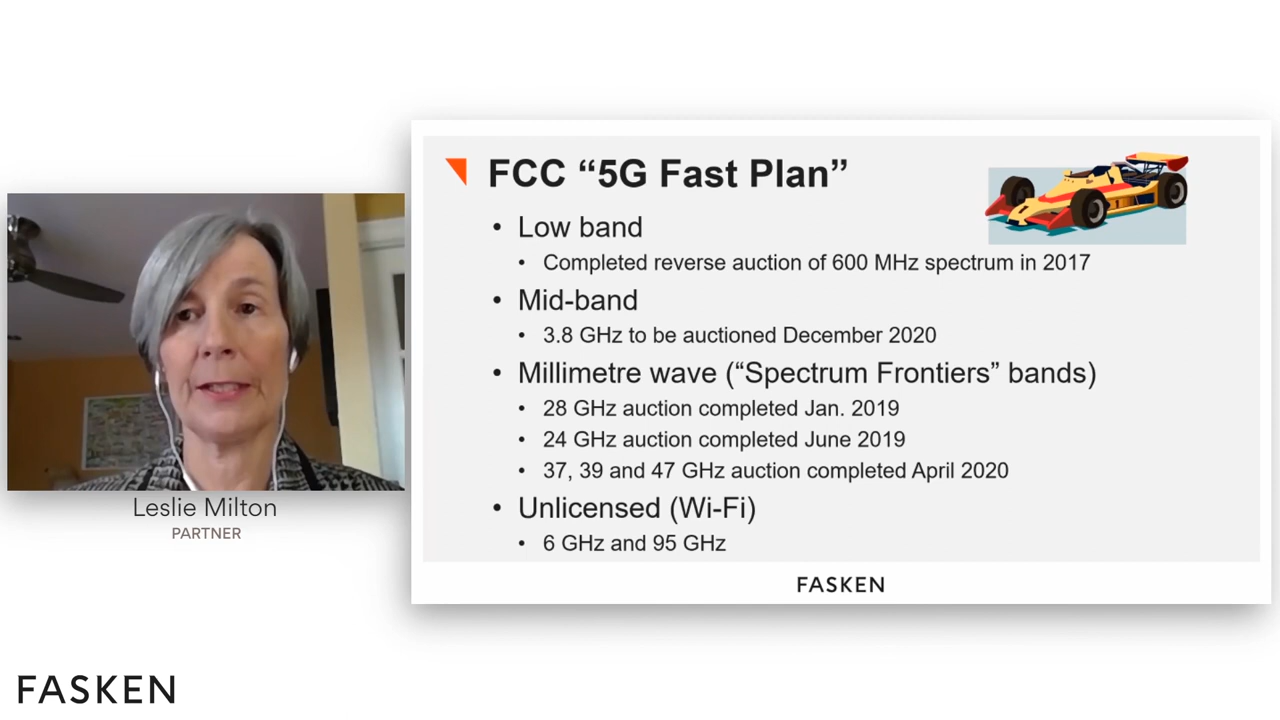 FCC “5G Fast Plan”
• Low band
• Completed reverse auction of 600 MHz spectrum in 2017
• Mid-band
• 3.8 GHz to be auctioned December 2020
• Millimetre wave (“Spectrum Frontiers” bands)
• 28 GHz auction completed Jan. 2019
• 24 GHz auction completed June 2019
• 37, 39 and 47 GHz auction completed April 2020
• Unlicensed (Wi-Fi)
• 6 GHz and 95 GHz
FASKEN
Leslie Milton
PARTNER
FASKEN